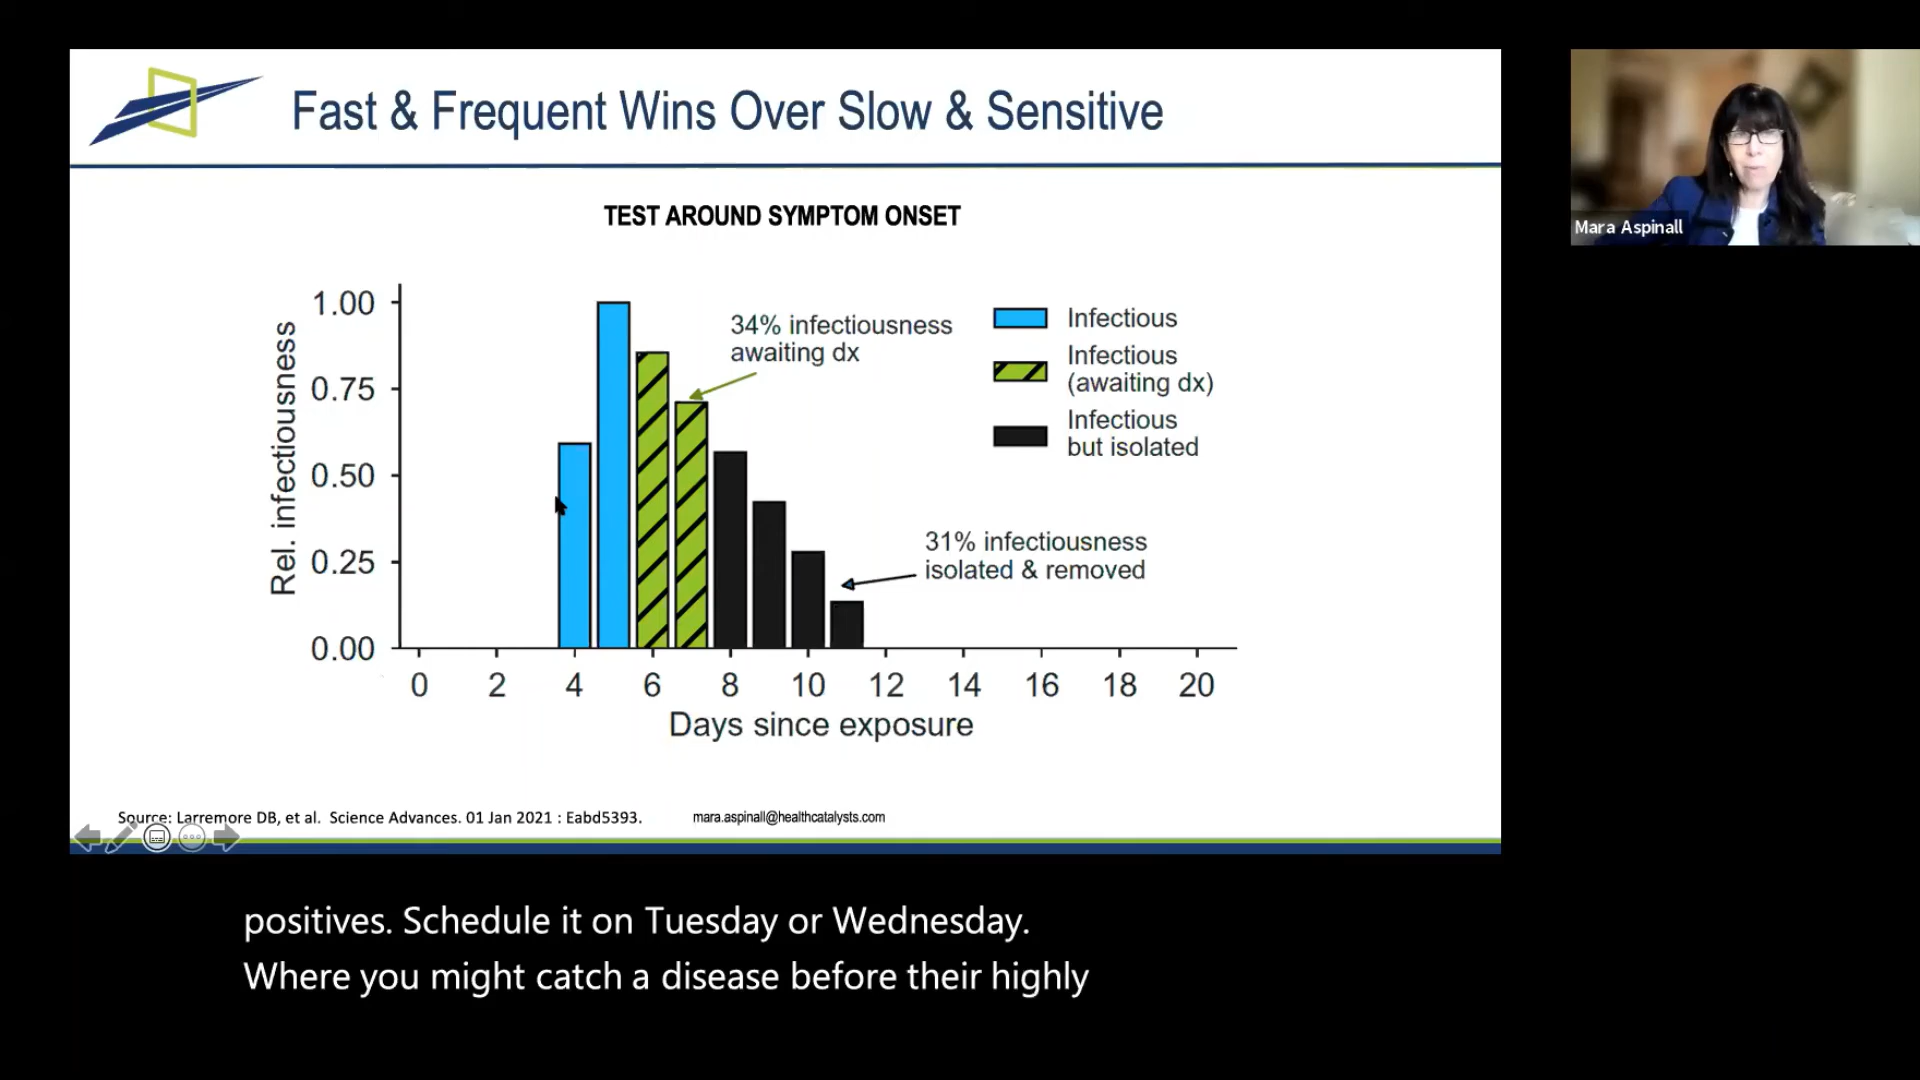 Fast & Frequent Wins Over Slow & Sensitive
Mara Aspinall
TEST AROUND SYMPTOM ONSET
Rel. infectiousness
1.00
0.75
0.50
0.25
0.00
34% infectiousness
awaiting dx
Infectious
Infectious
(awaiting dx)
Infectious
but isolated
31% infectiousness
isolated & removed
0 2 4 6 8 10 12 14 16 18 20
Days since exposure
Source: Larremore DB, et al. Science Advances. 01 Jan 2021 : Eabd5393.
mara.aspinall@healthcatalysts.com
positives. Schedule it on Tuesday or Wednesday.
Where you might catch a disease before their highly